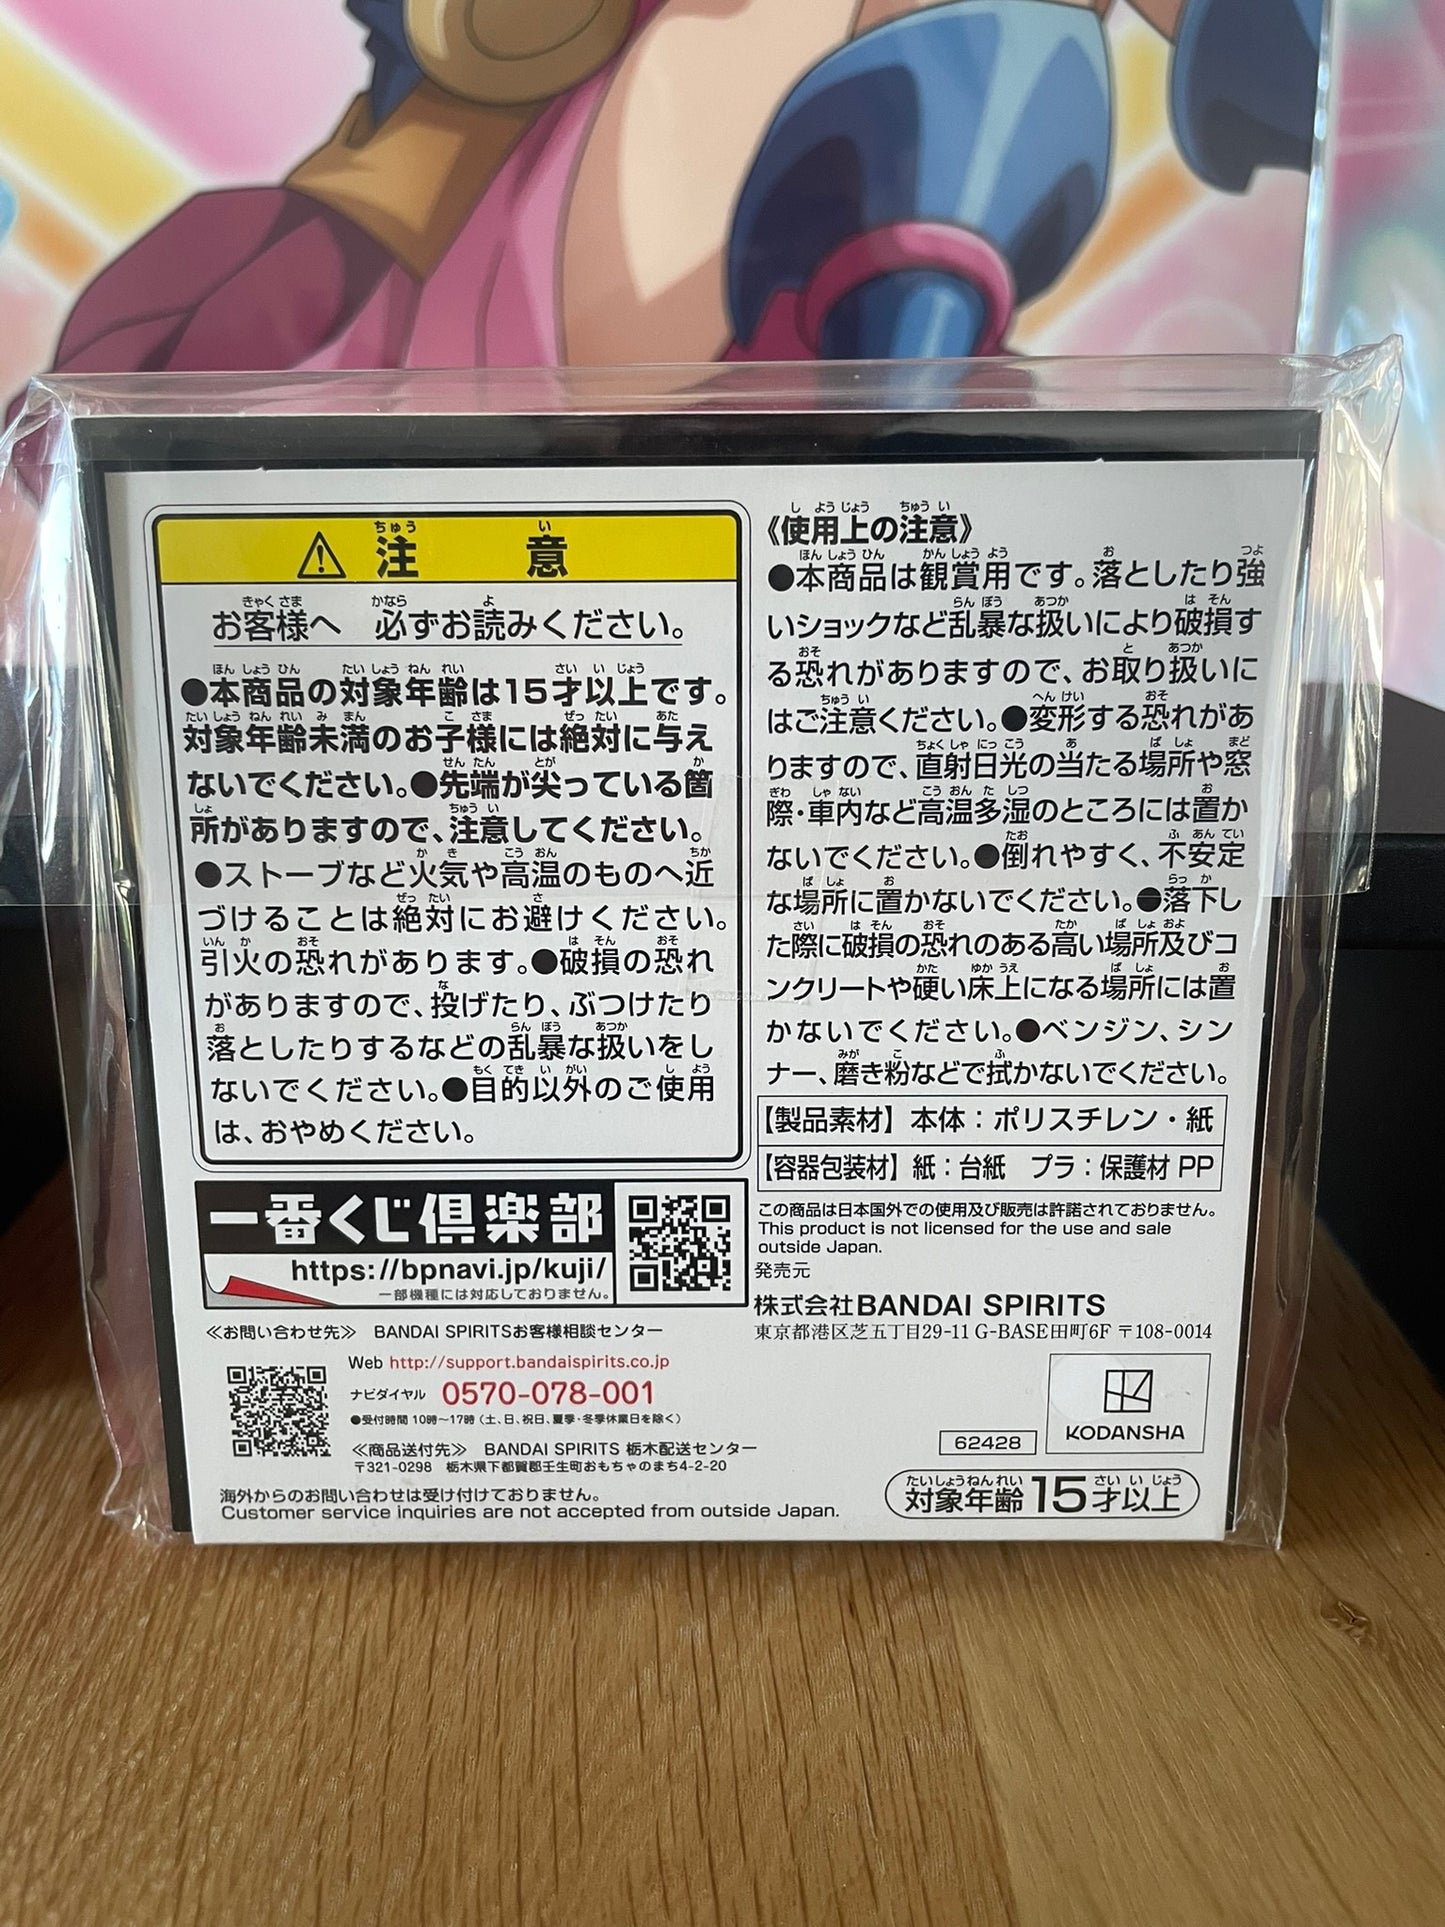 ⚠ 注意
お客様へ 必ずお読みください。
●本商品の対象年齢は15才以上です。
対象年齢未満のお子様には絶対に与え
ないでください。●先端が尖っている箇
所がありますので、注意してください。
●ストーブなど火気や高温のものへ近
づけることは絶対にお避けください。
引火の恐れがあります。●破損の恐れ
がありますので、投げたり、ぶつけたり
落としたりするなどの乱暴な扱いをし
ないでください。●目的以外のご使用
は、おやめください。
《使用上の注意》
●本商品は観賞用です。落としたり強
いショックなど乱暴な扱いにより破損す
る恐れがありますので、お取り扱いに
はご注意ください。●変形する恐れがあ
りますので、直射日光の当たる場所や窓
際・車内など高温多湿のところには置か
ないでください。●倒れやすく、不安定
な場所に置かないでください。●落下し
た際に破損の恐れのある高い場所及びコ
ンクリートや硬い床上になる場所には置
かないでください。●ベンジン、シン
ナー、磨き粉などで拭かないでください。
【製品素材】本体：ポリスチレン・紙
【容器包装材】紙：台紙 プラ：保護材 PP
この商品は日本国外での使用及び販売は許諾されておりません。
This product is not licensed for the use and sale
outside Japan.
発売元
株式会社BANDAI SPIRITS
東京都港区芝五丁目29-11 G-BASE田町6F 〒108-0014
一番くじ倶楽部
https://bpnavi.jp/kuji/
一部機種には対応しておりません。
≪お問い合わせ先≫ BANDAI SPIRITSお客様相談センター
Web http://support.bandaispirits.co.jp
ナビダイヤル 0570-078-001
●受付時間 10時〜17時（土、日、祝日、夏季・冬季休業日を除く）
≪商品送付先≫ BANDAI SPIRITS 栃木配送センター
〒321-0298 栃木県下都賀郡壬生町おもちゃのまち4-2-20
海外からのお問い合わせは受け付けておりません。
Customer service inquiries are not accepted from outside Japan.
KODANSHA
62428
対象年齢 15才以上